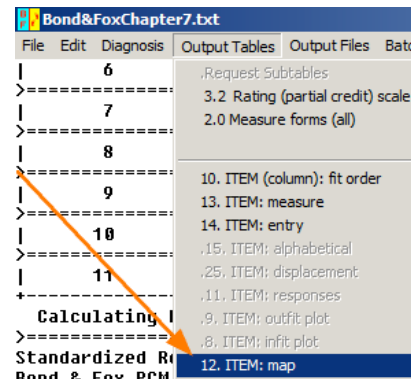 Bond&FoxChapter7.txt
File Edit Diagnosis Output Tables Output Files Batc
| 6
>==========
| 7
>==========
| 8
>==========
| 9
>==========
| 10
>==========
| 11
Calculating
>==========
Standardized R
Bond & Fox PCM
.Request Subtables
3.2 Rating (partial credit) scale
2.0 Measure forms (all)
10. ITEM (column): fit order
13. ITEM: measure
14. ITEM: entry
.15. ITEM: alphabetical
.25. ITEM: displacement
.11. ITEM: responses
.9. ITEM: outfit plot
.8. ITEM: infit plot
12. ITEM: map